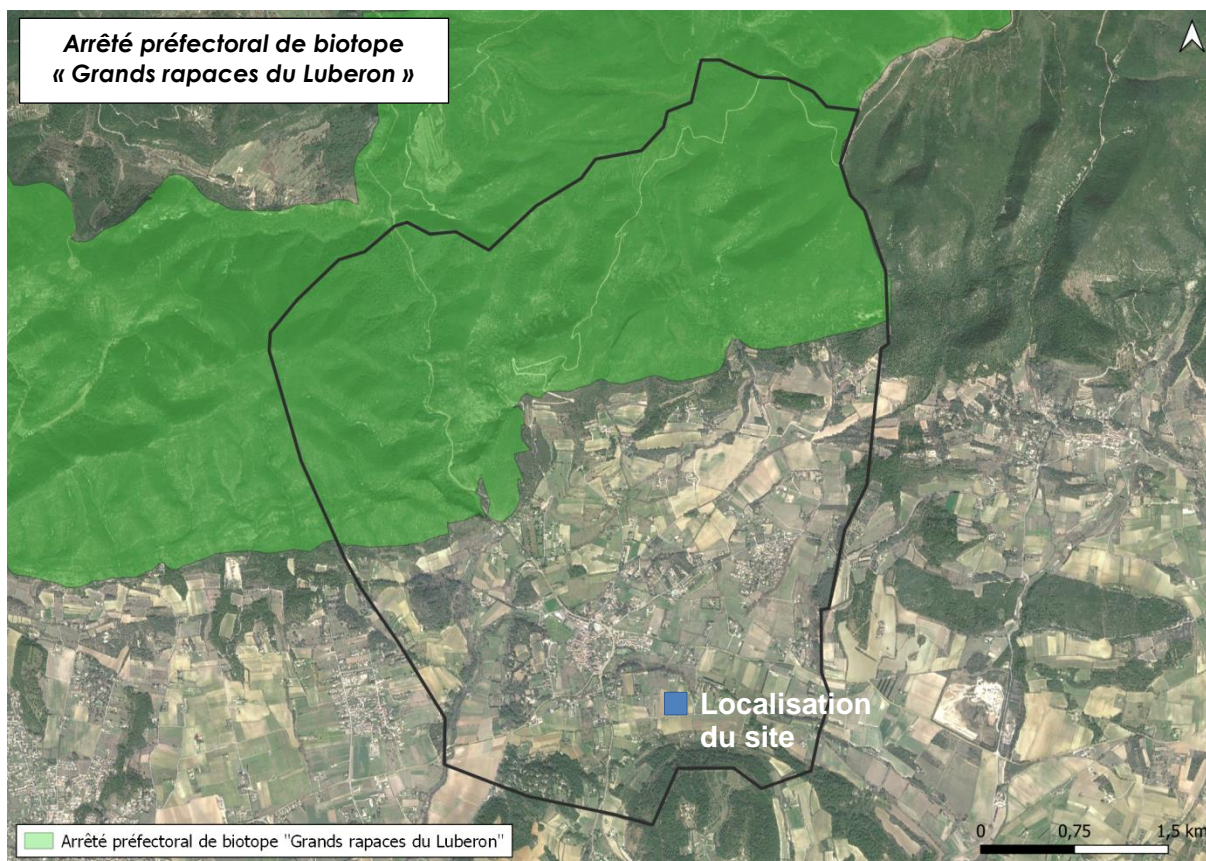 Arrêté préfectoral de biotope
« Grands rapaces du Luberon »
Localisation
du site
Arrêté préfectoral de biotope "Grands rapaces du Luberon"
0 0,75 1,5 km